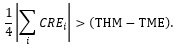 1/4 |∑_i CRE_i| > (THM − TME).